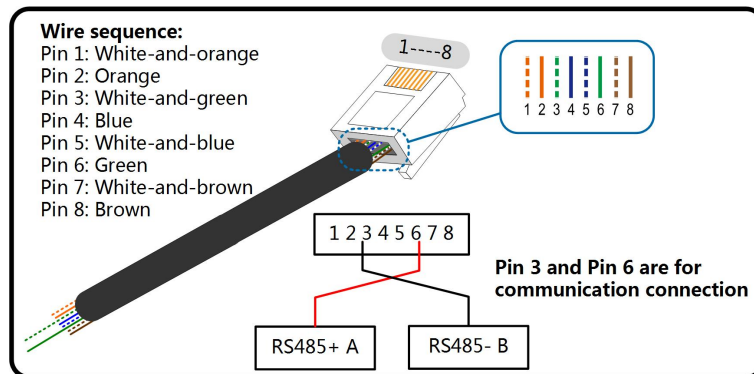 Wire sequence:
Pin 1: White-and-orange
Pin 2: Orange
Pin 3: White-and-green
Pin 4: Blue
Pin 5: White-and-blue
Pin 6: Green
Pin 7: White-and-brown
Pin 8: Brown
1----8
1 2 3 4 5 6 7 8
1 2 3 4 5 6 7 8
Pin 3 and Pin 6 are for
communication connection
RS485+ A
RS485- B